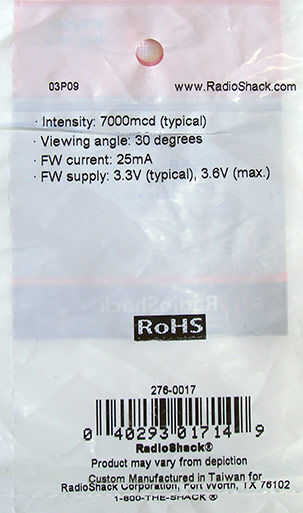 03P09 www.RadioShack.com
· Intensity: 7000mcd (typical)
· Viewing angle: 30 degrees
· FW current: 25mA
· FW supply: 3.3V (typical), 3.6V (max.)
RadioShack
RoHS
276-0017
0 40293 01714 9
RadioShack®
Product may vary from depiction
Custom Manufactured in Taiwan for
RadioShack Corporation, Fort Worth, TX 76102
1-800-THE-SHACK ®